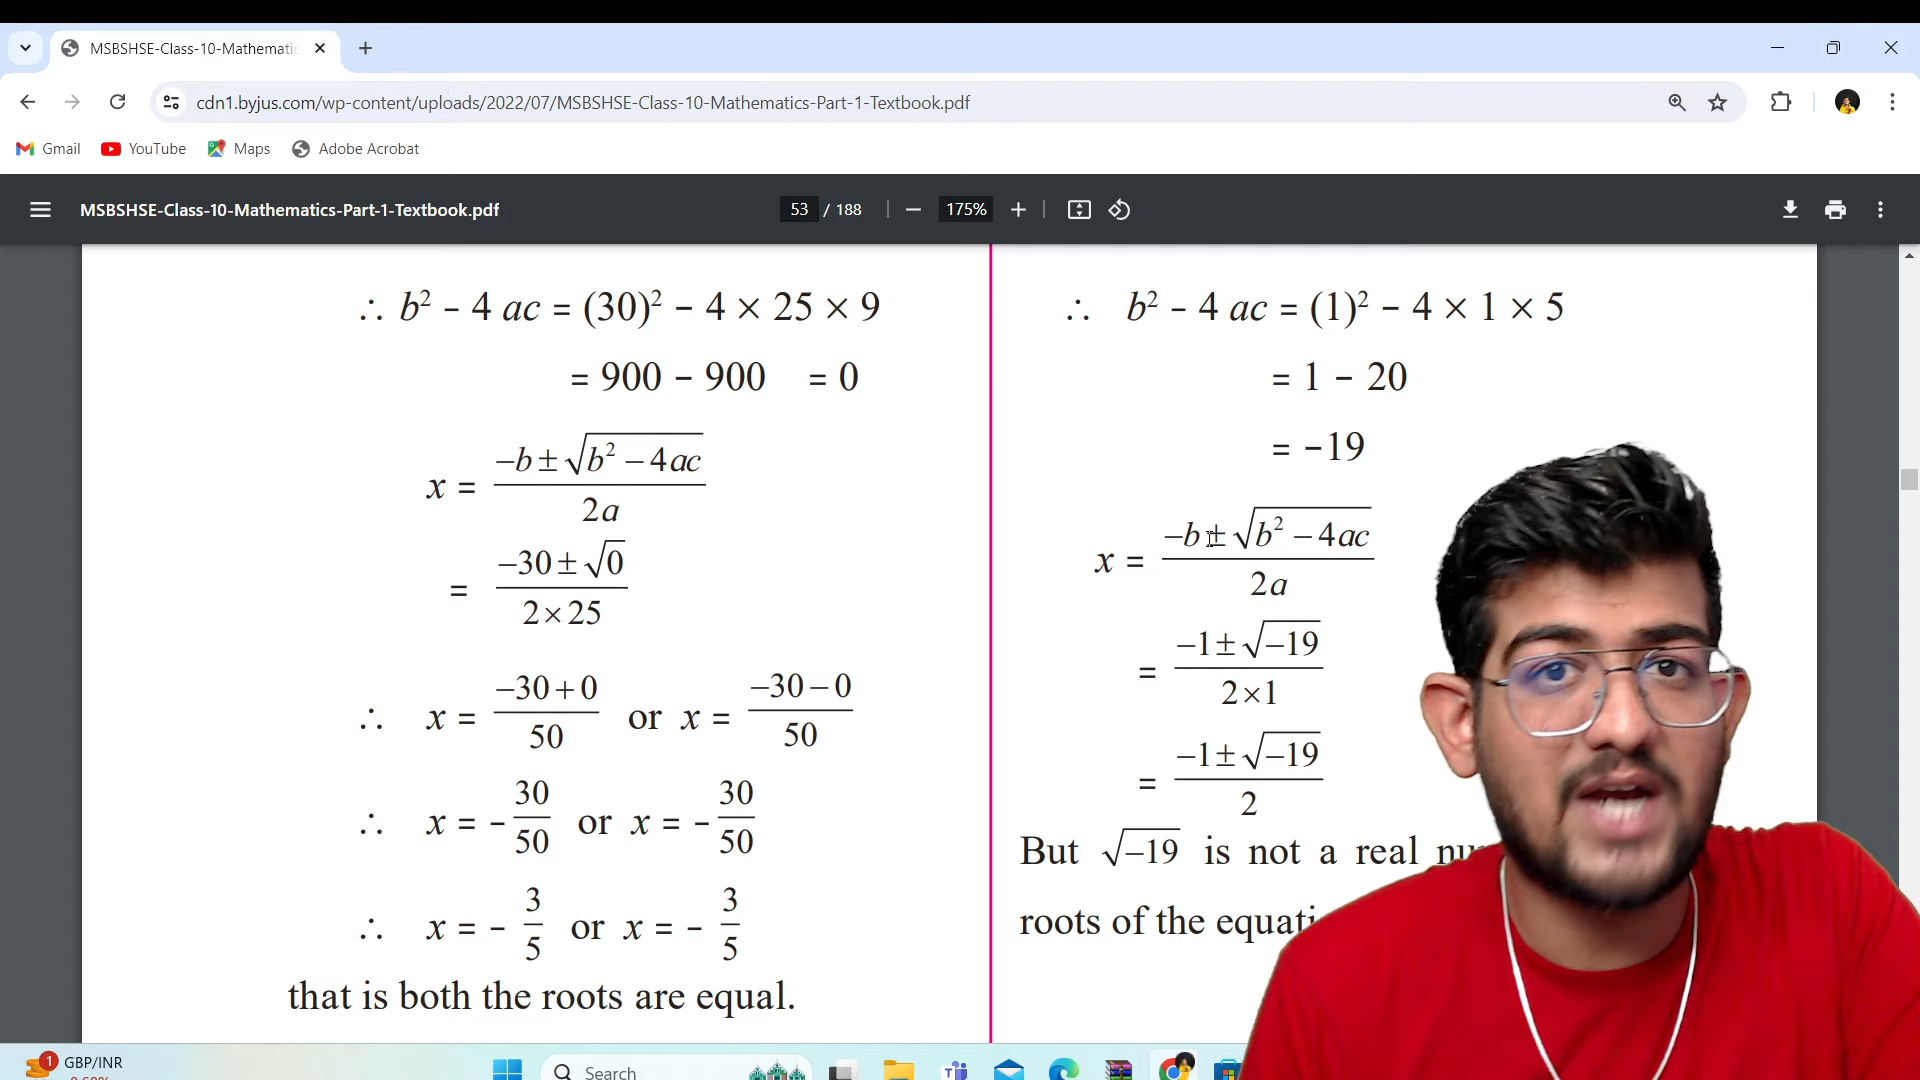 MSBSHSE-Class-10-Mathematic
cdn1.byjus.com/wp-content/uploads/2022/07/MSBSHSE-Class-10-Mathematics-Part-1-Textbook.pdf
Gmail YouTube Maps Adobe Acrobat
MSBSHSE-Class-10-Mathematics-Part-1-Textbook.pdf 53 / 188 − 175% +
∴ b² − 4 ac = (30)² − 4 × 25 × 9
= 900 − 900 = 0
x = (−b ± √(b² − 4ac)) / 2a
= (−30 ± √0) / (2 × 25)
∴ x = (−30 + 0) / 50 or x = (−30 − 0) / 50
∴ x = − 30/50 or x = − 30/50
∴ x = − 3/5 or x = − 3/5
that is both the roots are equal.
∴ b² − 4 ac = (1)² − 4 × 1 × 5
= 1 − 20
= −19
x = (−b ± √(b² − 4ac)) / 2a
= (−1 ± √−19) / (2 × 1)
= (−1 ± √−19) / 2
But √−19 is not a real
roots of the
1 GBP/INR
Search